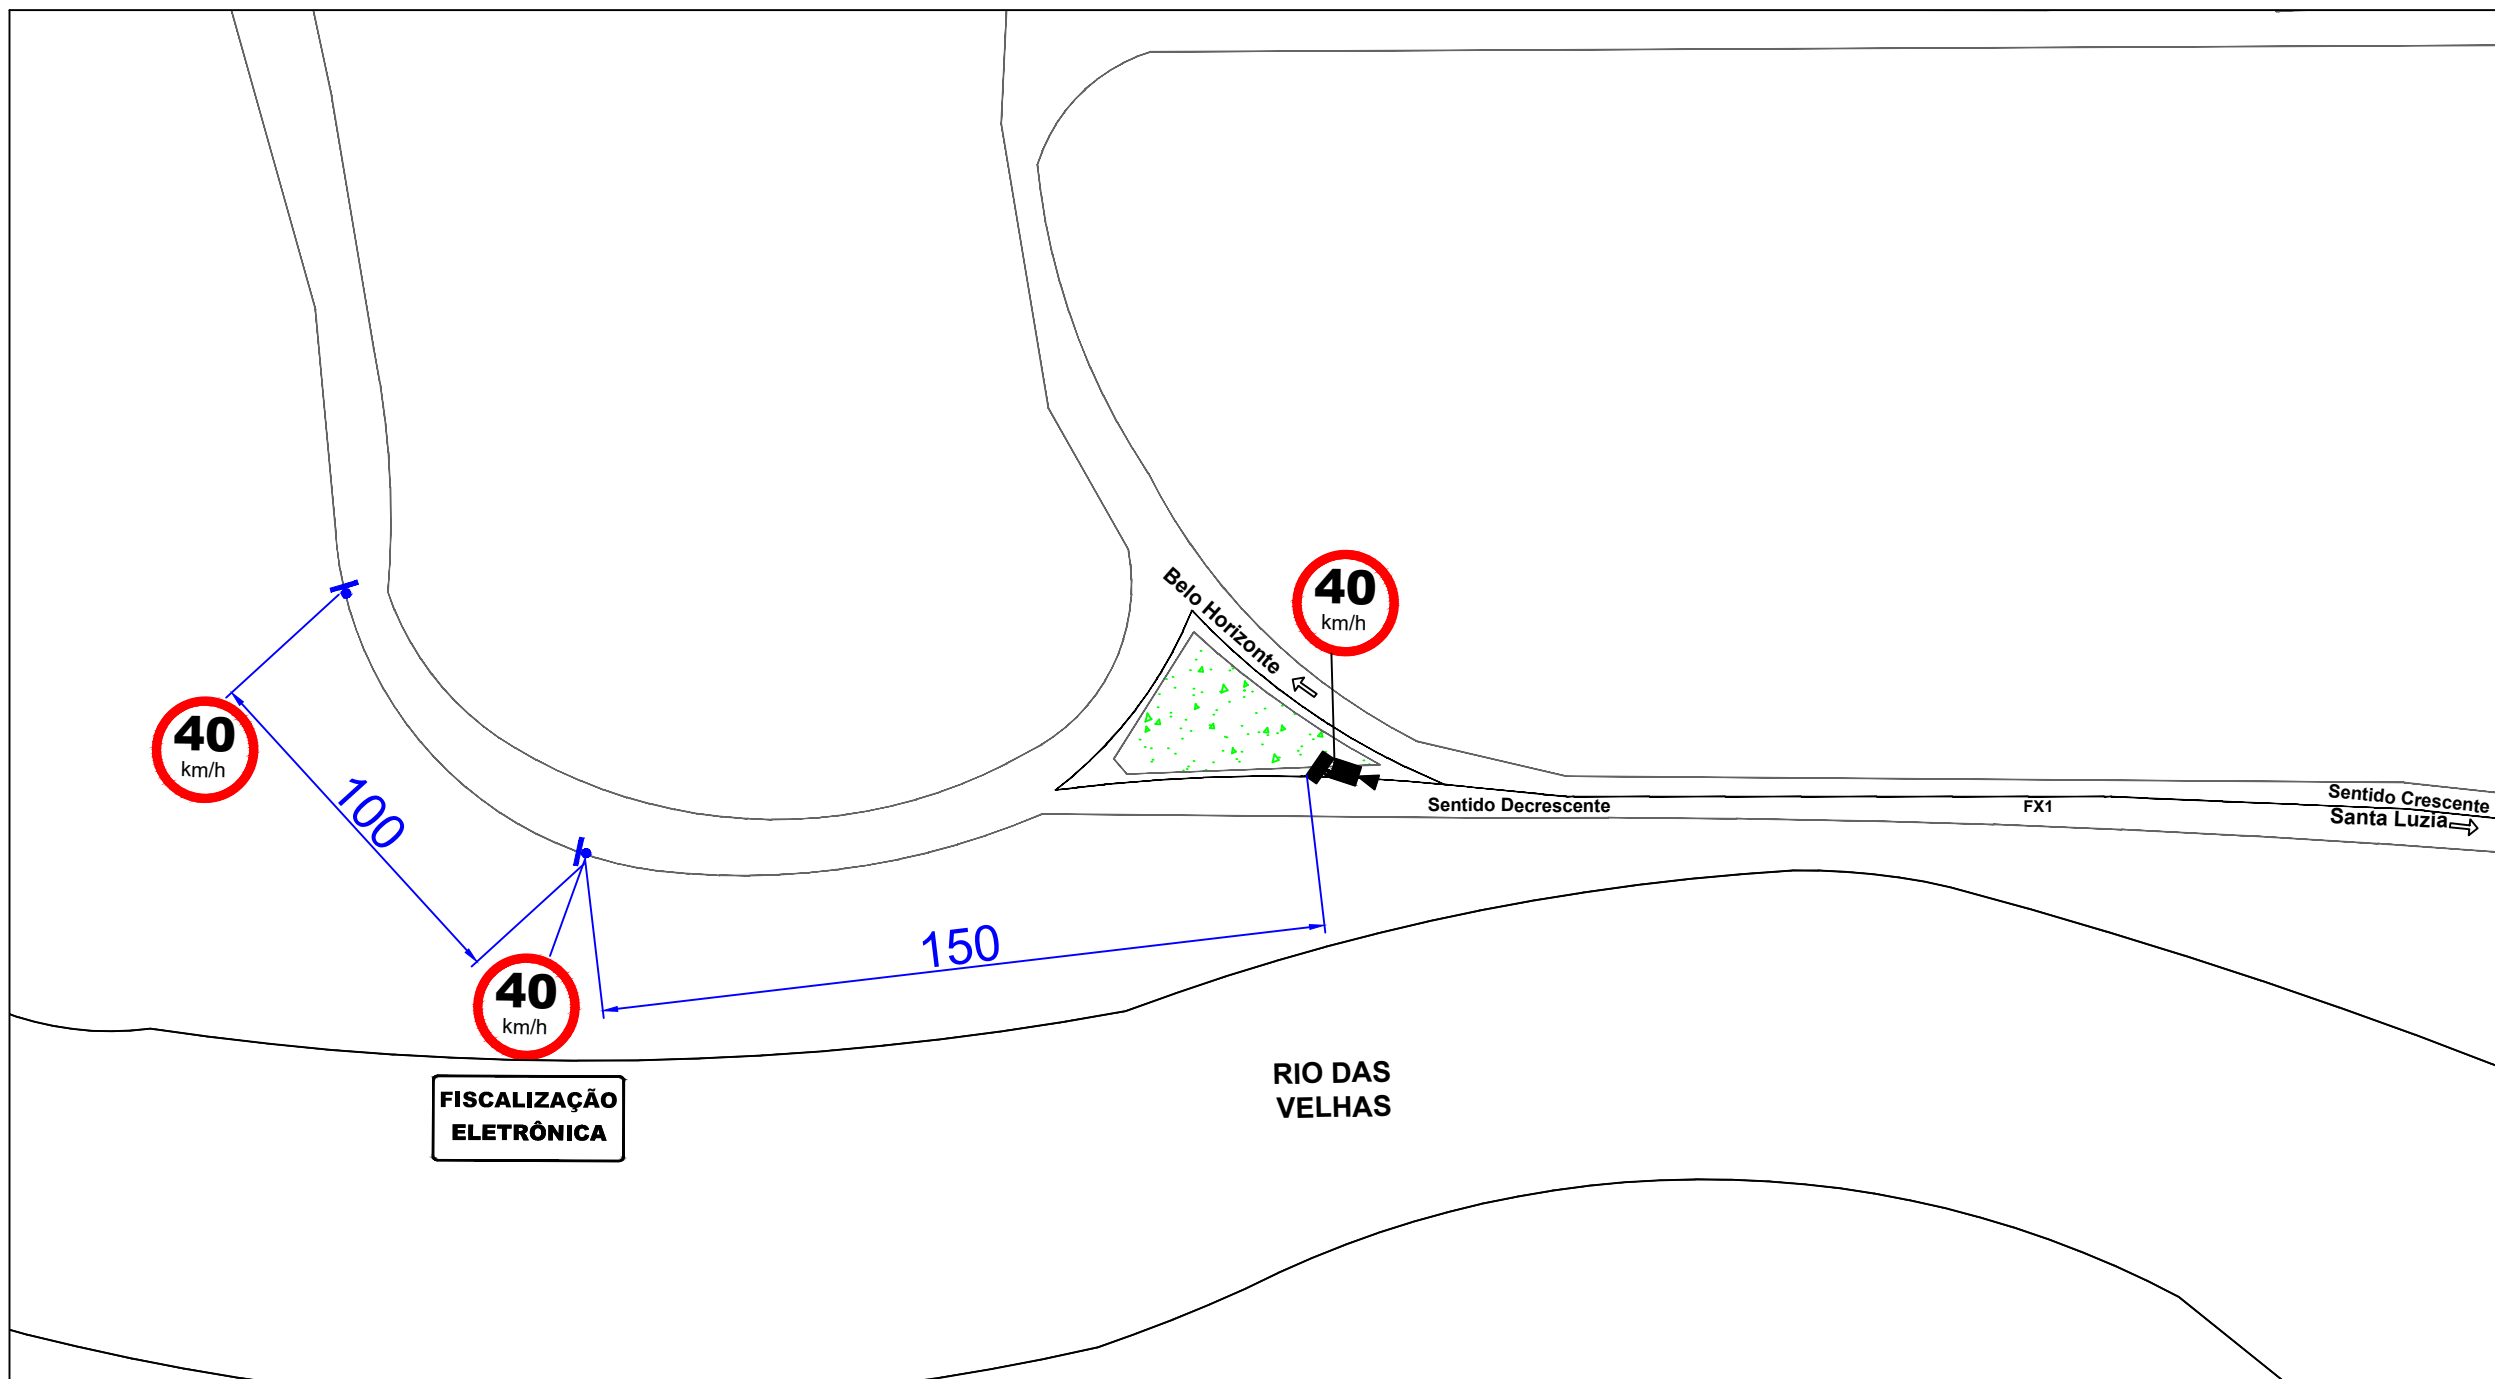 Belo Horizonte
40
km/h
40
km/h
100
Sentido Decrescente
FX1
Sentido Crescente
Santa Luzia
150
40
km/h
FISCALIZAÇÃO
ELETRÔNICA
RIO DAS
VELHAS